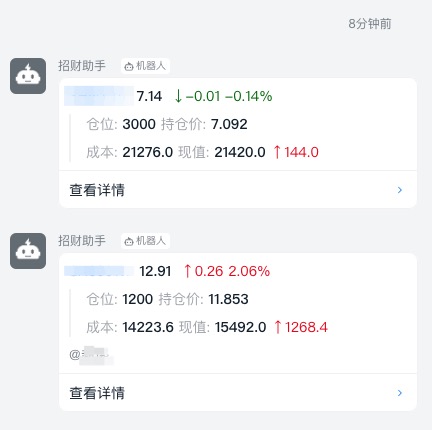 8分钟前
招财助手 机器人
7.14 ↓-0.01 -0.14%
仓位: 3000 持仓价: 7.092
成本: 21276.0 现值: 21420.0 ↑144.0
查看详情
招财助手 机器人
12.91 ↑0.26 2.06%
仓位: 1200 持仓价: 11.853
成本: 14223.6 现值: 15492.0 ↑1268.4
@
查看详情